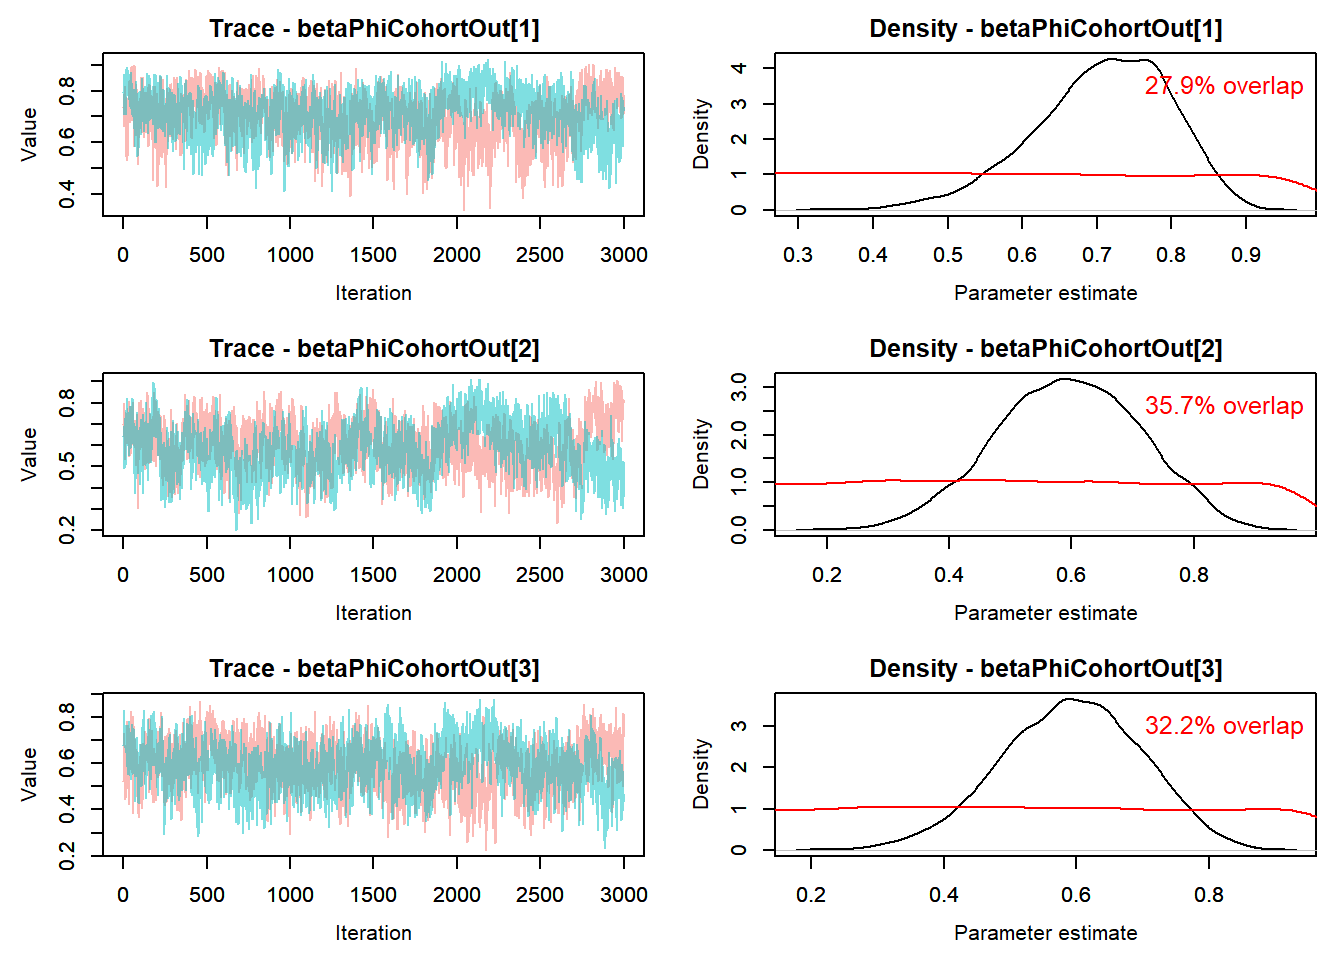 Trace - betaPhiCohortOut[1]
Value
0.4 0.6 0.8
0 500 1000 1500 2000 2500 3000
Iteration
Density - betaPhiCohortOut[1]
27.9% overlap
Density
0 1 2 3 4
0.3 0.4 0.5 0.6 0.7 0.8 0.9
Parameter estimate
Trace - betaPhiCohortOut[2]
Value
0.2 0.5 0.8
0 500 1000 1500 2000 2500 3000
Iteration
Density - betaPhiCohortOut[2]
35.7% overlap
Density
0.0 1.0 2.0 3.0
0.2 0.4 0.6 0.8
Parameter estimate
Trace - betaPhiCohortOut[3]
Value
0.2 0.4 0.6 0.8
0 500 1000 1500 2000 2500 3000
Iteration
Density - betaPhiCohortOut[3]
32.2% overlap
Density
0 1 2 3
0.2 0.4 0.6 0.8
Parameter estimate